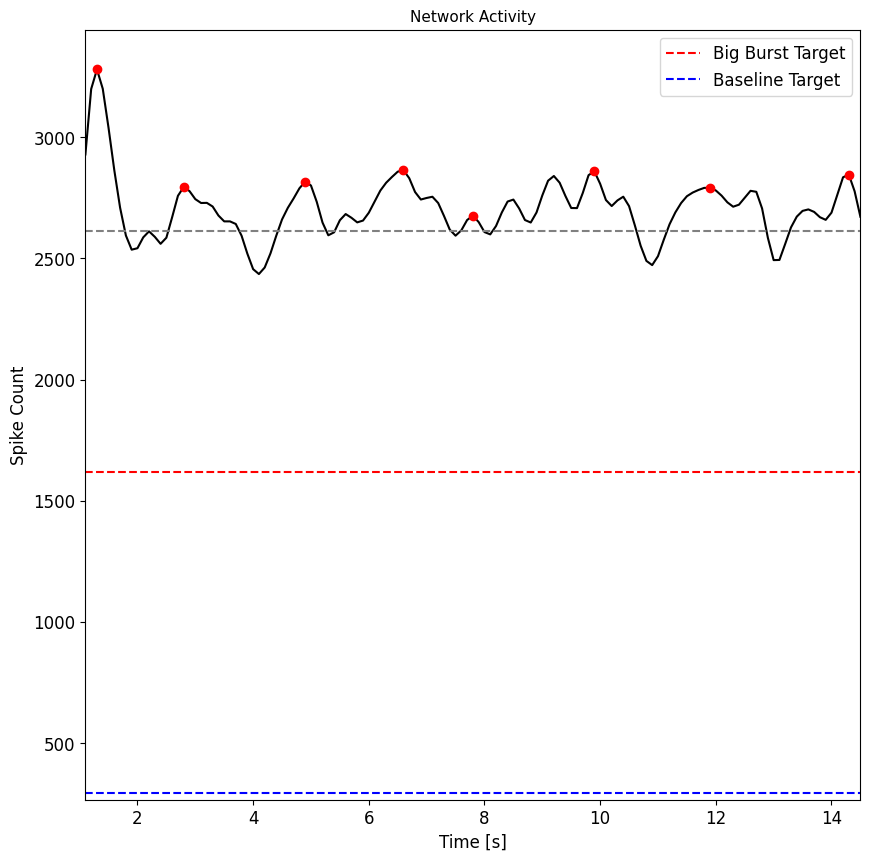 Network Activity
Big Burst Target
Baseline Target
Spike Count
3000
2500
2000
1500
1000
500
2 4 6 8 10 12 14
Time [s]